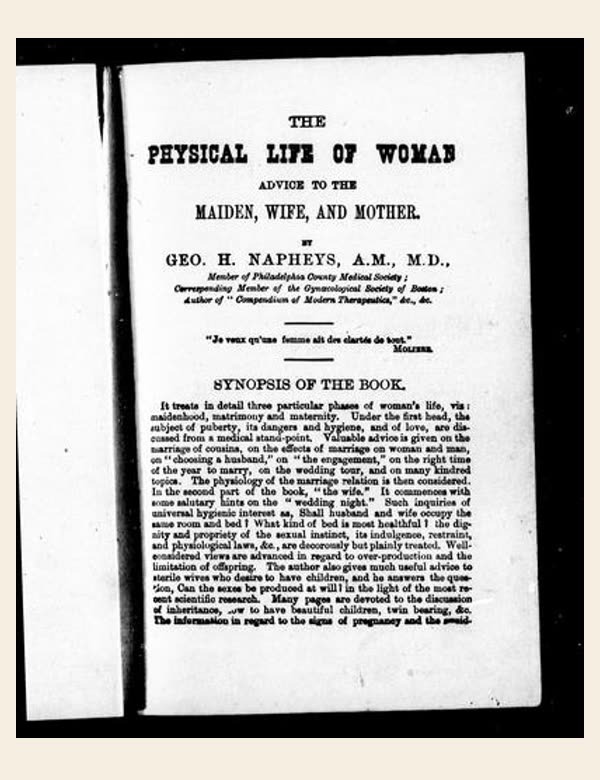 THE
PHYSICAL LIFE OF WOMAN
ADVICE TO THE
MAIDEN, WIFE, AND MOTHER.
BY
GEO. H. NAPHEYS, A.M., M.D.,
Member of Philadelphia County Medical Society ;
Corresponding Member of the Gynæcological Society of Boston ;
Author of " Compendium of Modern Therapeutics," &c., &c.
"Je veux qu'une femme ait des clartés de tout."
MOLIERE.
SYNOPSIS OF THE BOOK.
It treats in detail three particular phases of woman's life, viz :
maidenhood, matrimony and maternity. Under the first head, the
subject of puberty, its dangers and hygiene, and of love, are dis-
cussed from a medical stand-point. Valuable advice is given on the
marriage of cousins, on the effects of marriage on woman and man,
on " choosing a husband," on " the engagement," on the right time
of the year to marry, on the wedding tour, and on many kindred
topics. The physiology of the marriage relation is then considered.
In the second part of the book, " the wife." It commences with
some salutary hints on the " wedding night." Such inquiries of
universal hygienic interest as, Shall husband and wife occupy the
same room and bed ? What kind of bed is most healthful ? the dig-
nity and propriety of the sexual instinct, its indulgence, restraint,
and physiological laws, &c., are decorously but plainly treated. Well-
considered views are advanced in regard to over-production and the
limitation of offspring. The author also gives much useful advice to
sterile wives who desire to have children, and he answers the ques-
tion, Can the sexes be produced at will ? in the light of the most re-
cent scientific research. Many pages are devoted to the discussion
of inheritance, how to have beautiful children, twin bearing, &c.
The information in regard to the signs of pregnancy and the